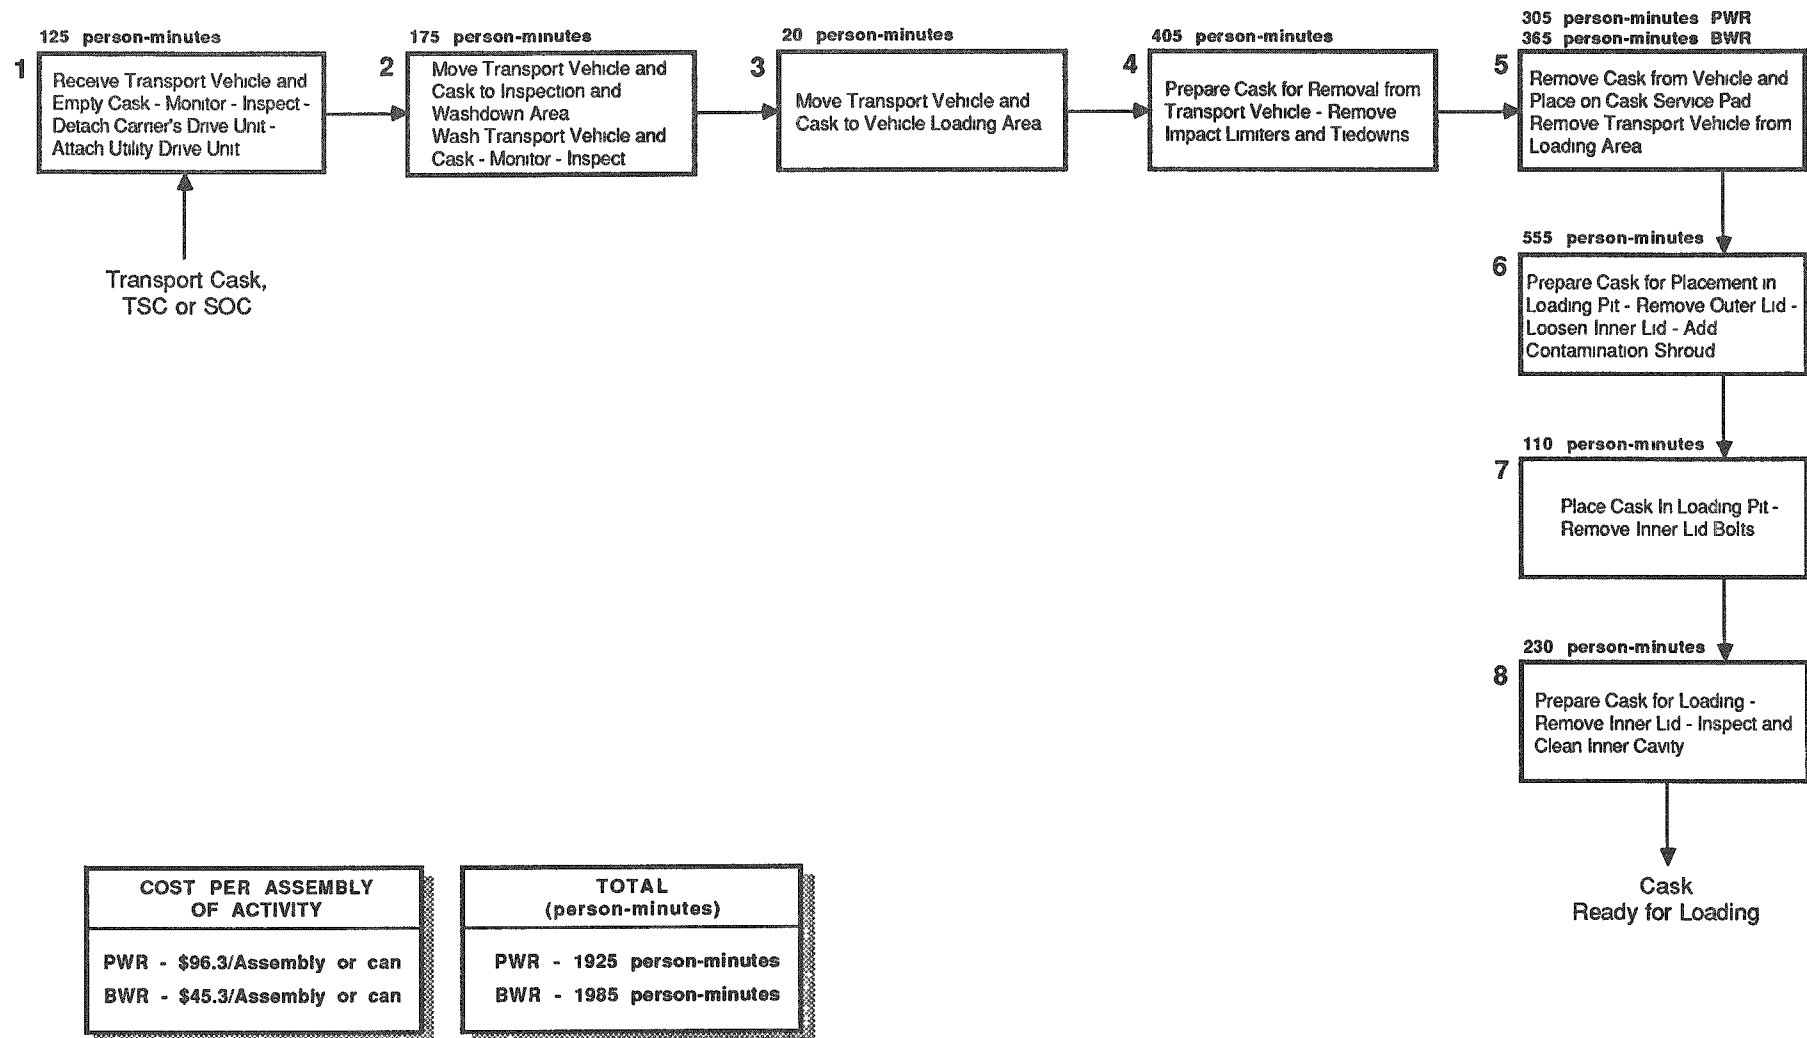 125 person-minutes
1
Receive Transport Vehicle and
Empty Cask - Monitor - Inspect -
Detach Carrier's Drive Unit -
Attach Utility Drive Unit
Transport Cask,
TSC or SOC
175 person-minutes
2
Move Transport Vehicle and
Cask to Inspection and
Washdown Area
Wash Transport Vehicle and
Cask - Monitor - Inspect
20 person-minutes
3
Move Transport Vehicle and
Cask to Vehicle Loading Area
405 person-minutes
4
Prepare Cask for Removal from
Transport Vehicle - Remove
Impact Limiters and Tiedowns
305 person-minutes PWR
365 person-minutes BWR
5
Remove Cask from Vehicle and
Place on Cask Service Pad
Remove Transport Vehicle from
Loading Area
555 person-minutes
6
Prepare Cask for Placement in
Loading Pit - Remove Outer Lid -
Loosen Inner Lid - Add
Contamination Shroud
110 person-minutes
7
Place Cask In Loading Pit -
Remove Inner Lid Bolts
230 person-minutes
8
Prepare Cask for Loading -
Remove Inner Lid - Inspect and
Clean Inner Cavity
Cask
Ready for Loading
COST PER ASSEMBLY
OF ACTIVITY
PWR - $96.3/Assembly or can
BWR - $45.3/Assembly or can
TOTAL
(person-minutes)
PWR - 1925 person-minutes
BWR - 1985 person-minutes